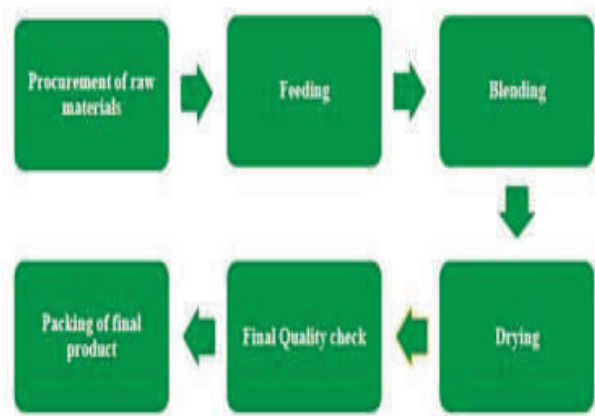 Procurement of raw
materials
Feeding
Blending
Drying
Final Quality check
Packing of final
product